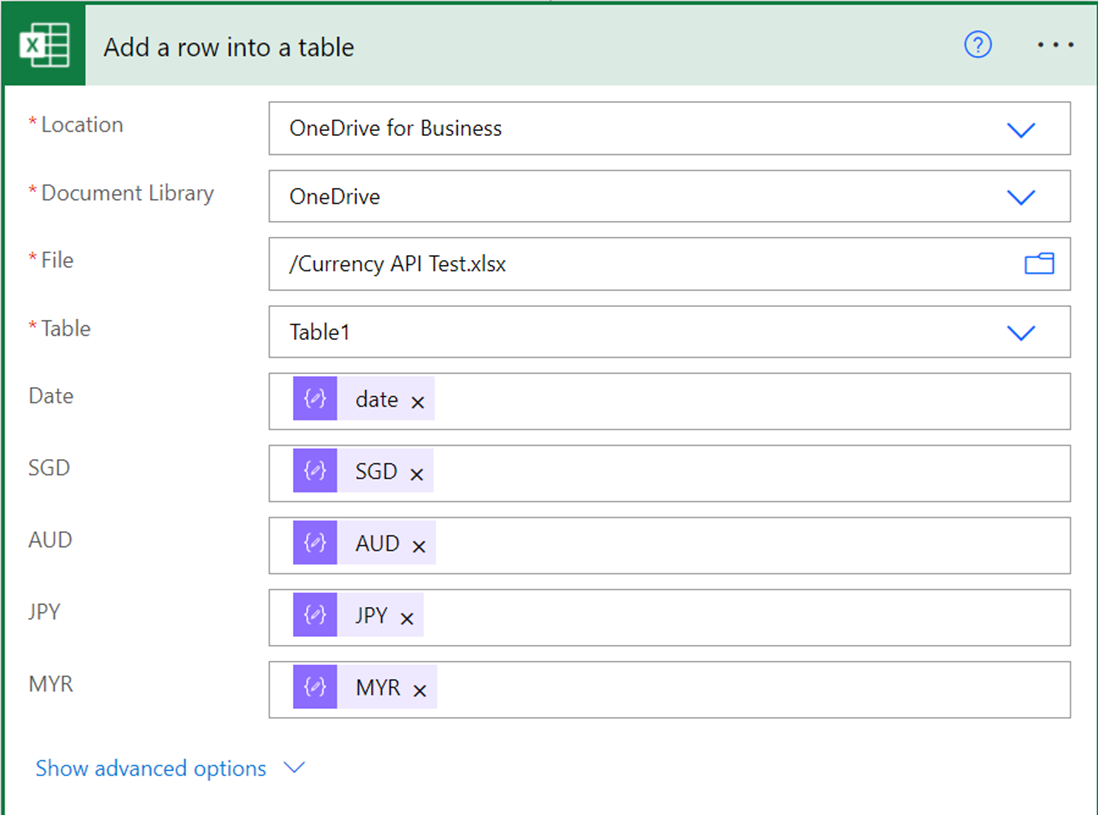 Add a row into a table
* Location
OneDrive for Business
* Document Library
OneDrive
* File
/Currency API Test.xlsx
* Table
Table1
Date
date
SGD
SGD
AUD
AUD
JPY
JPY
MYR
MYR
Show advanced options